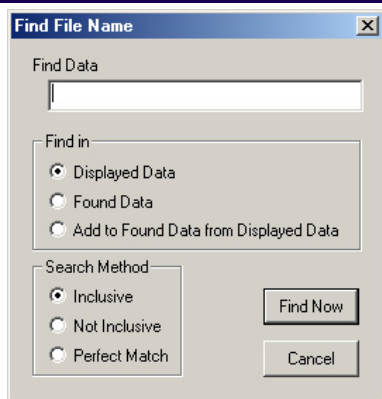 Find File Name
Find Data
Find in
Displayed Data
Found Data
Add to Found Data from Displayed Data
Search Method
Inclusive
Not Inclusive
Perfect Match
Find Now
Cancel